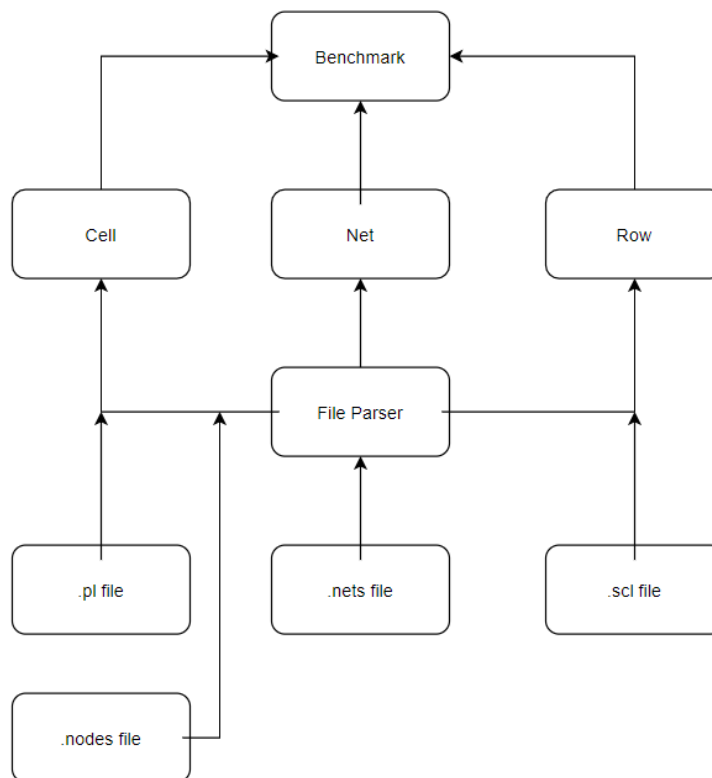 Benchmark
Cell
Net
Row
File Parser
.pl file
.nets file
.scl file
.nodes file